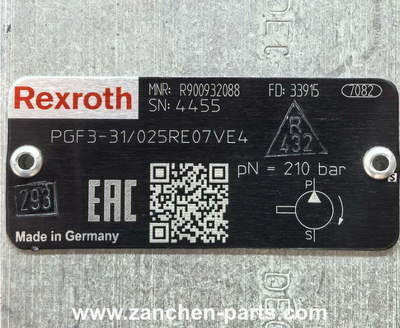 Rexroth
MNR: R900932088 FD: 33915 7082
SN: 4455
PGF3-31/025RE07VE4
R
432
pN = 210 bar
P
S
293
EAC
Made in Germany
www.zanchen-parts.com
DEC